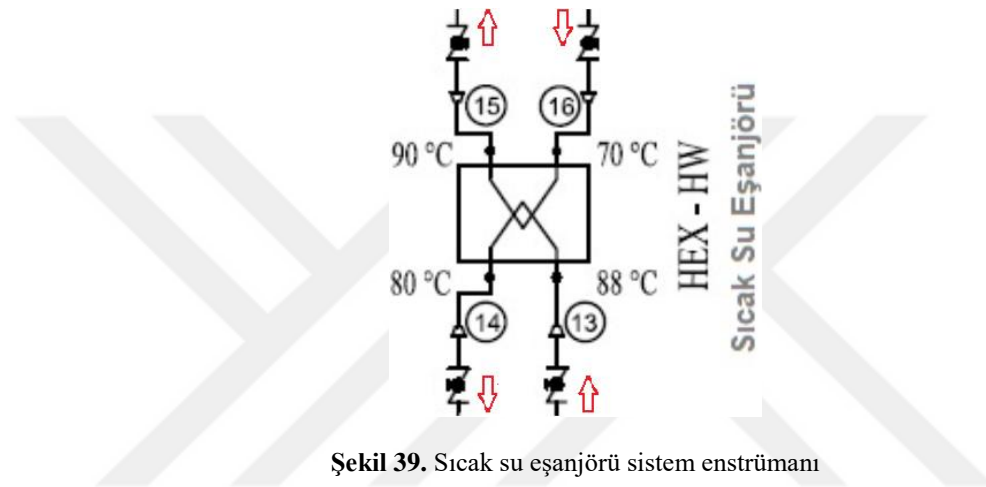 15
16
90 °C
70 °C
HEX - HW
Sıcak Su Eşanjörü
80 °C
88 °C
14
13
Şekil 39. Sıcak su eşanjörü sistem enstrümanı